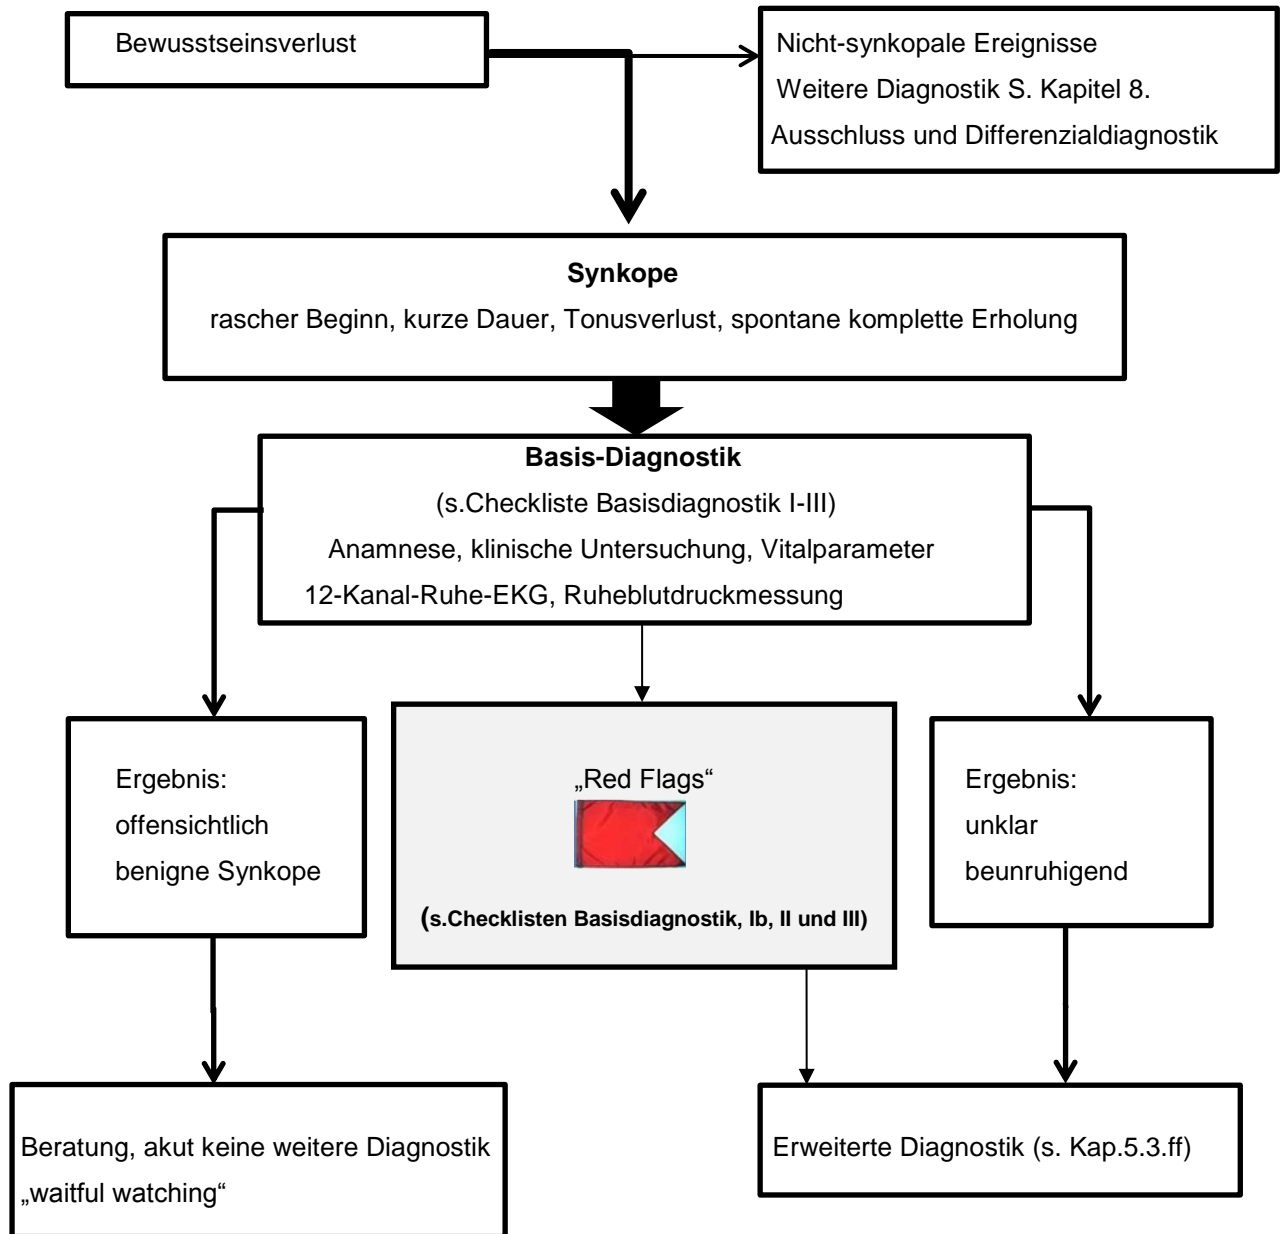 Bewusstseinsverlust
Nicht-synkopale Ereignisse
Weitere Diagnostik S. Kapitel 8.
Ausschluss und Differenzialdiagnostik
Synkope
rascher Beginn, kurze Dauer, Tonusverlust, spontane komplette Erholung
Basis-Diagnostik
(s.Checkliste Basisdiagnostik I-III)
Anamnese, klinische Untersuchung, Vitalparameter
12-Kanal-Ruhe-EKG, Ruheblutdruckmessung
Ergebnis:
offensichtlich
benigne Synkope
„Red Flags“
(s.Checklisten Basisdiagnostik, Ib, II und III)
Ergebnis:
unklar
beunruhigend
Beratung, akut keine weitere Diagnostik
„waitful watching“
Erweiterte Diagnostik (s. Kap.5.3.ff)